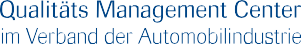 Qualitäts Management Center
im Verband der Automobilindustrie